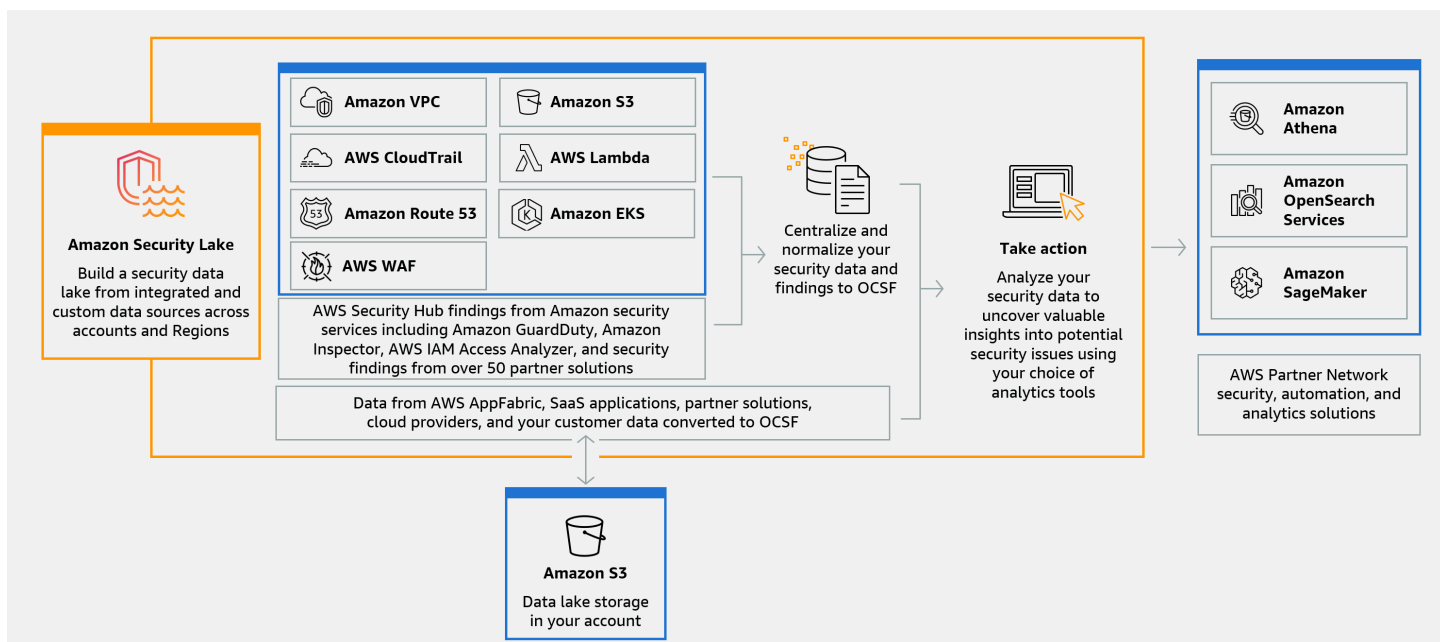 Amazon Security Lake
Build a security data
lake from integrated and
custom data sources across
accounts and Regions
Amazon VPC
Amazon S3
AWS CloudTrail
AWS Lambda
53
Amazon Route 53
K
Amazon EKS
AWS WAF
AWS Security Hub findings from Amazon security
services including Amazon GuardDuty, Amazon
Inspector, AWS IAM Access Analyzer, and security
findings from over 50 partner solutions
Data from AWS AppFabric, SaaS applications, partner solutions,
cloud providers, and your customer data converted to OCSF
Centralize and
normalize your
security data and
findings to OCSF
Take action
Analyze your
security data to
uncover valuable
insights into potential
security issues using
your choice of
analytics tools
Amazon
Athena
Amazon
OpenSearch
Services
Amazon
SageMaker
AWS Partner Network
security, automation, and
analytics solutions
Amazon S3
Data lake storage
in your account